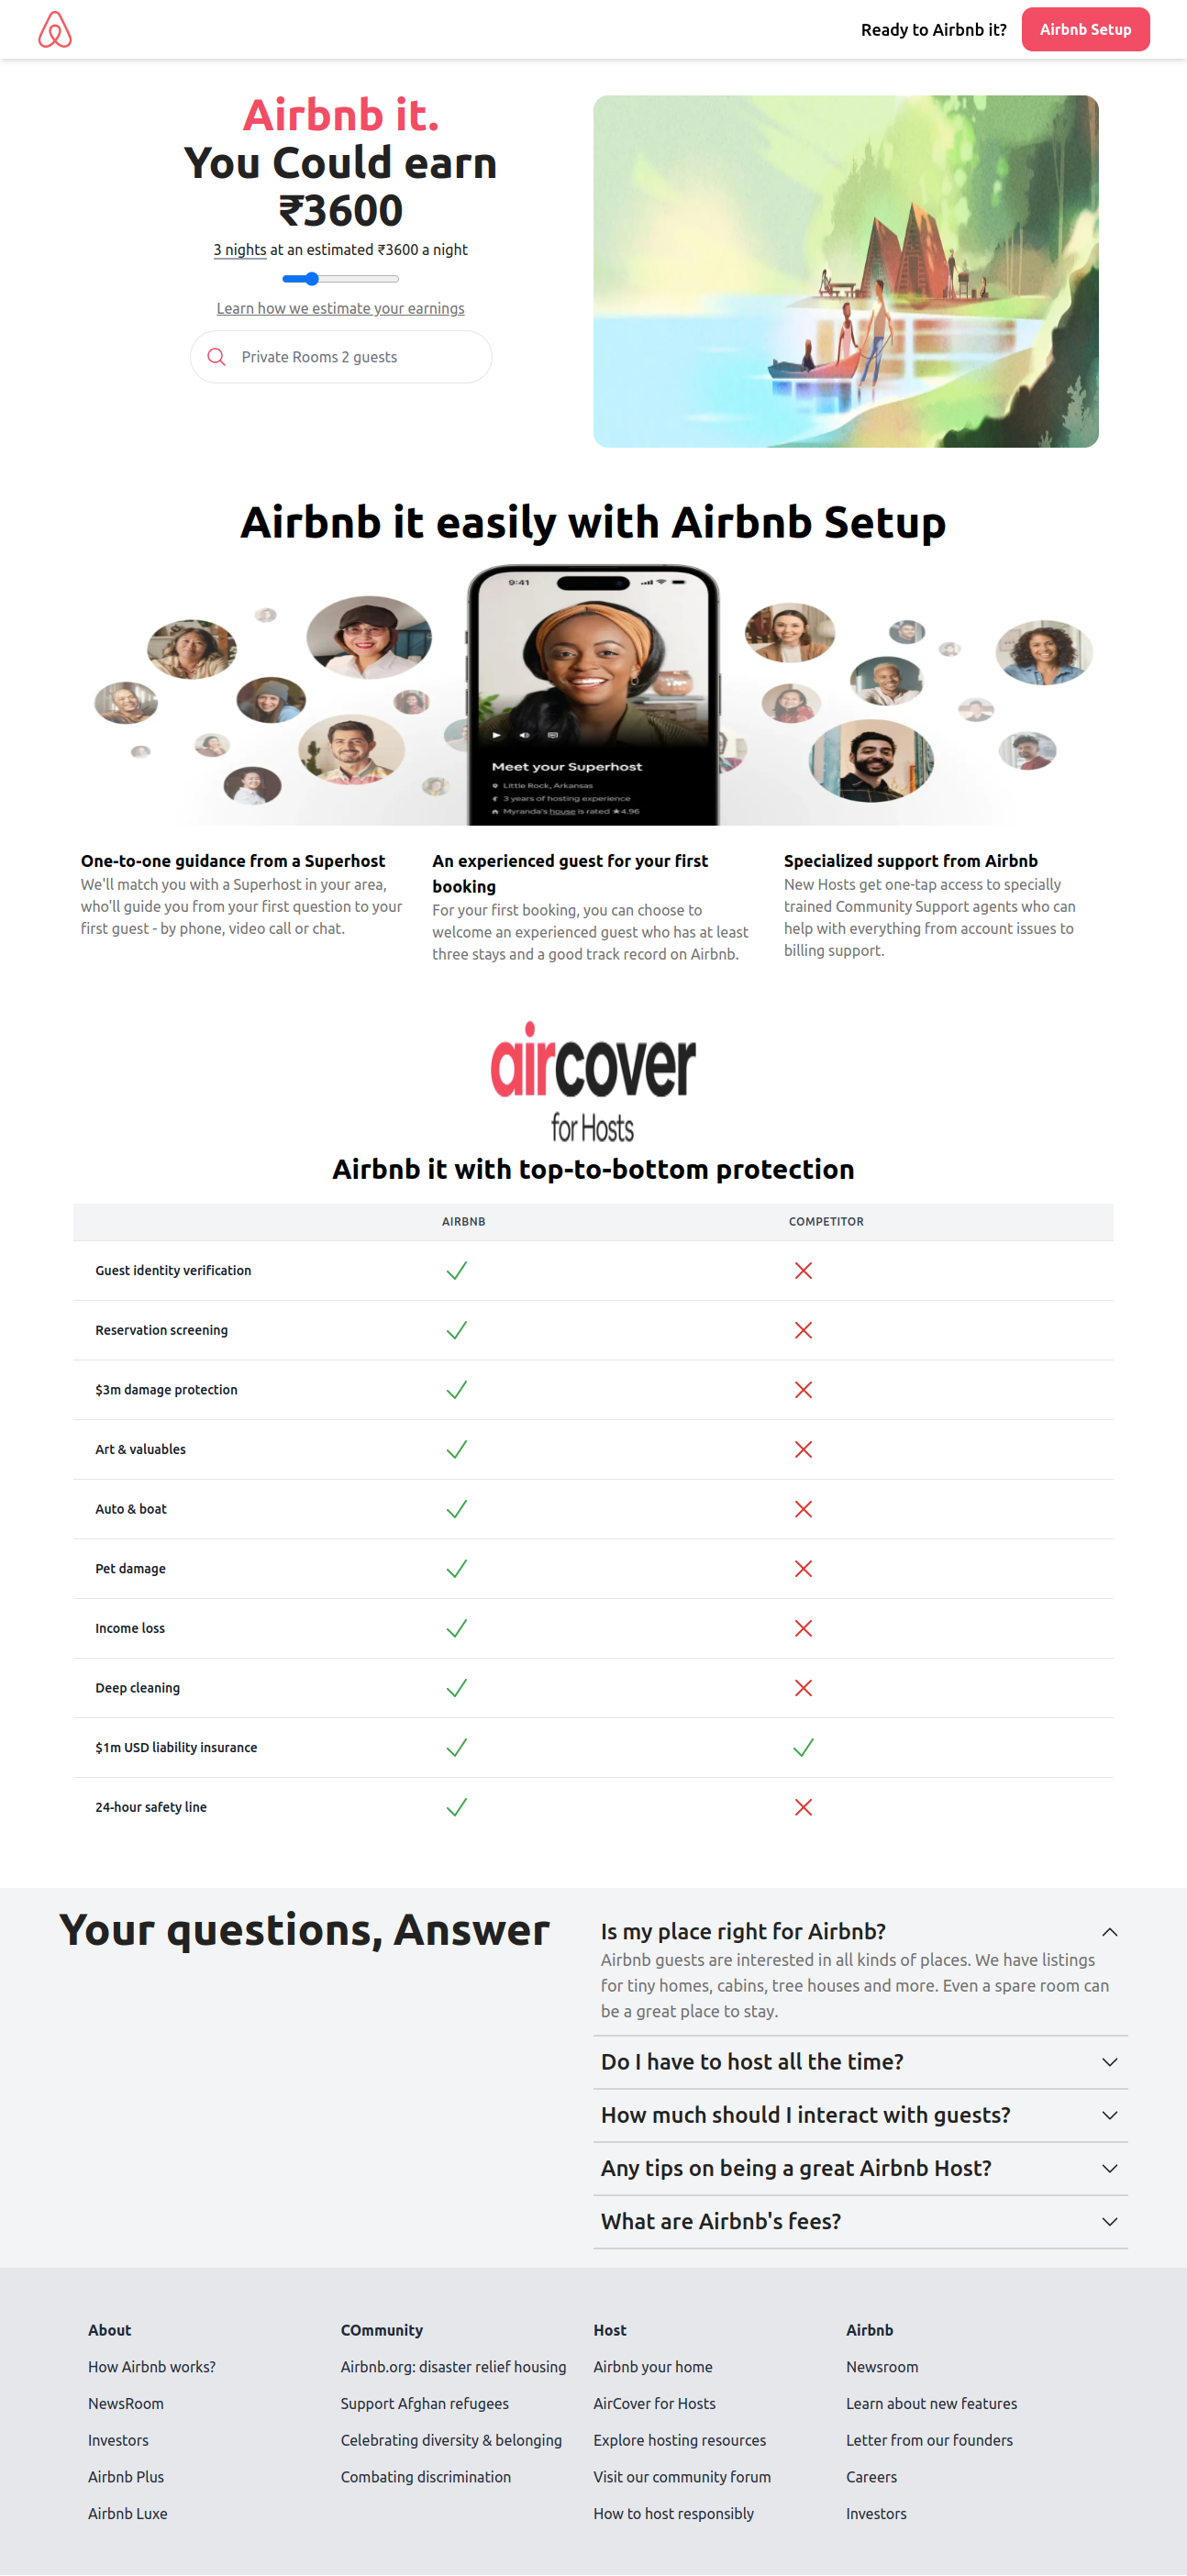 Ready to Airbnb it?
Airbnb Setup
Airbnb it.
You Could earn
₹3600
3 nights at an estimated ₹3600 a night
Learn how we estimate your earnings
Private Rooms 2 guests
Airbnb it easily with Airbnb Setup
9:41
Meet your Superhost
Little Rock, Arkansas
3 years of hosting experience
Myranda's house is rated ★4.96
One-to-one guidance from a Superhost
We'll match you with a Superhost in your area,
who'll guide you from your first question to your
first guest - by phone, video call or chat.
An experienced guest for your first
booking
For your first booking, you can choose to
welcome an experienced guest who has at least
three stays and a good track record on Airbnb.
Specialized support from Airbnb
New Hosts get one-tap access to specially
trained Community Support agents who can
help with everything from account issues to
billing support.
aircover
for Hosts
Airbnb it with top-to-bottom protection
AIRBNB COMPETITOR
Guest identity verification
Reservation screening
$3m damage protection
Art & valuables
Auto & boat
Pet damage
Income loss
Deep cleaning
$1m USD liability insurance
24-hour safety line
Your questions, Answer
Is my place right for Airbnb?
Airbnb guests are interested in all kinds of places. We have listings
for tiny homes, cabins, tree houses and more. Even a spare room can
be a great place to stay.
Do I have to host all the time?
How much should I interact with guests?
Any tips on being a great Airbnb Host?
What are Airbnb's fees?
About
How Airbnb works?
NewsRoom
Investors
Airbnb Plus
Airbnb Luxe
COmmunity
Airbnb.org: disaster relief housing
Support Afghan refugees
Celebrating diversity & belonging
Combating discrimination
Host
Airbnb your home
AirCover for Hosts
Explore hosting resources
Visit our community forum
How to host responsibly
Airbnb
Newsroom
Learn about new features
Letter from our founders
Careers
Investors